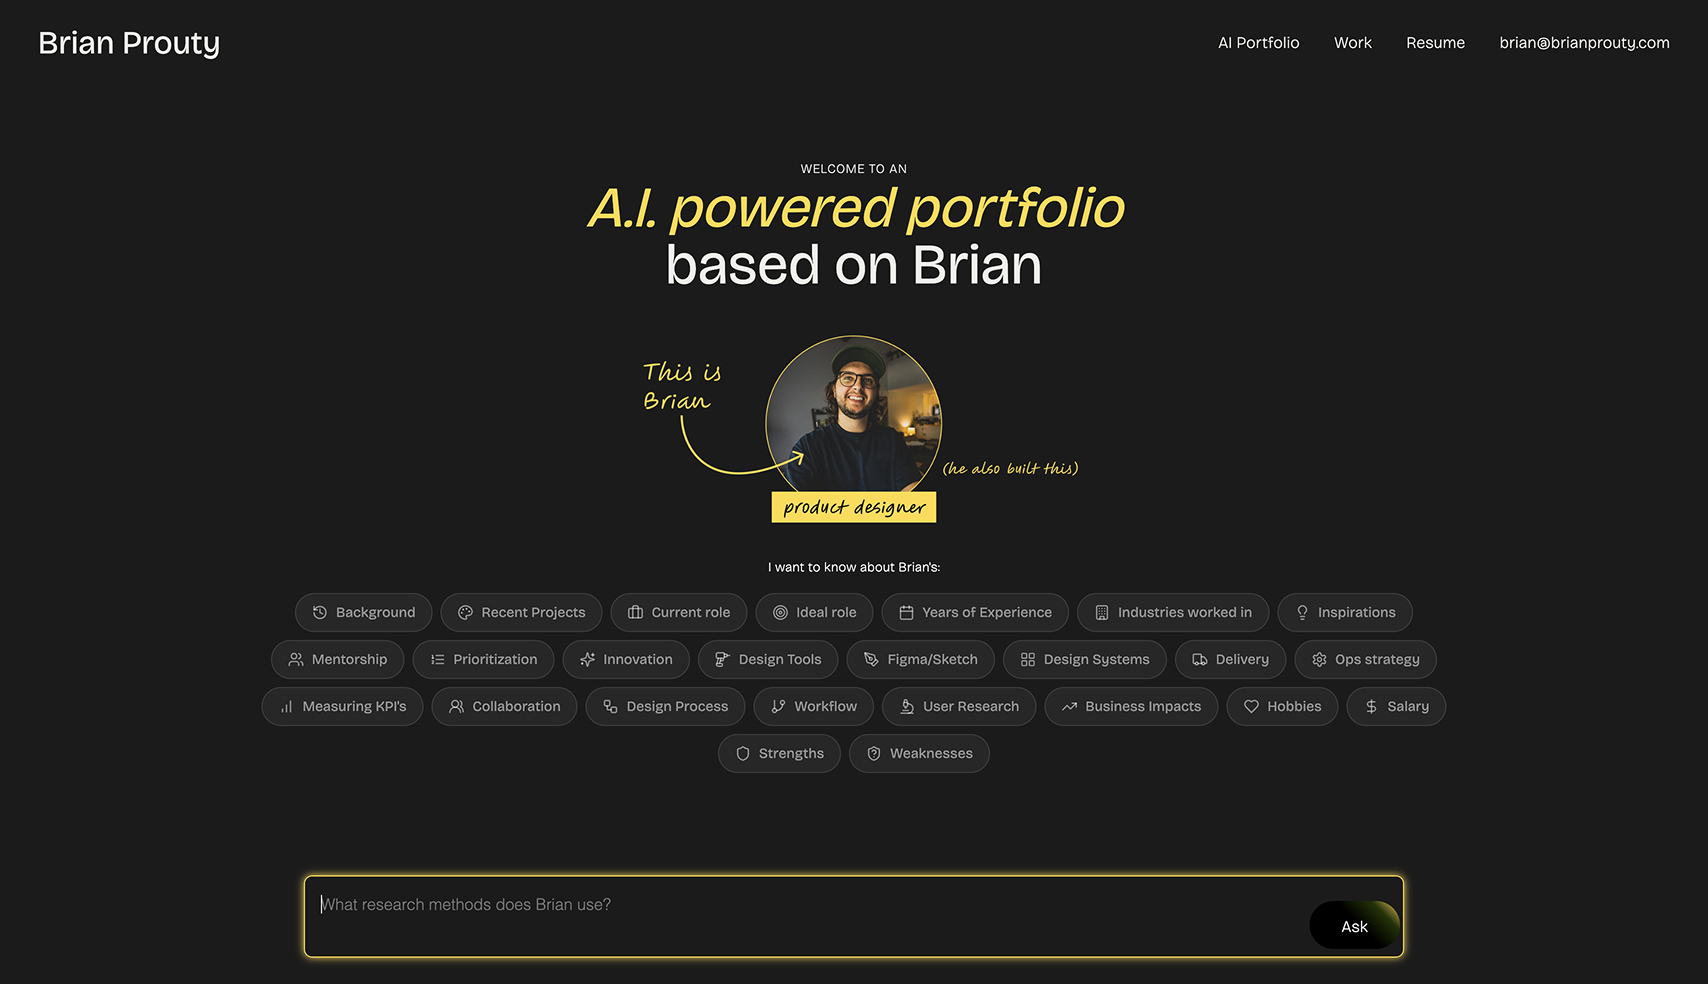 Brian Prouty
AI Portfolio Work Resume brian@brianprouty.com
WELCOME TO AN
A.I. powered portfolio
based on Brian
This is
Brian
(he also built this)
product designer
I want to know about Brian's:
Background Recent Projects Current role Ideal role Years of Experience Industries worked in Inspirations
Mentorship Prioritization Innovation Design Tools Figma/Sketch Design Systems Delivery Ops strategy
Measuring KPI's Collaboration Design Process Workflow User Research Business Impacts Hobbies Salary
Strengths Weaknesses
What research methods does Brian use?
Ask